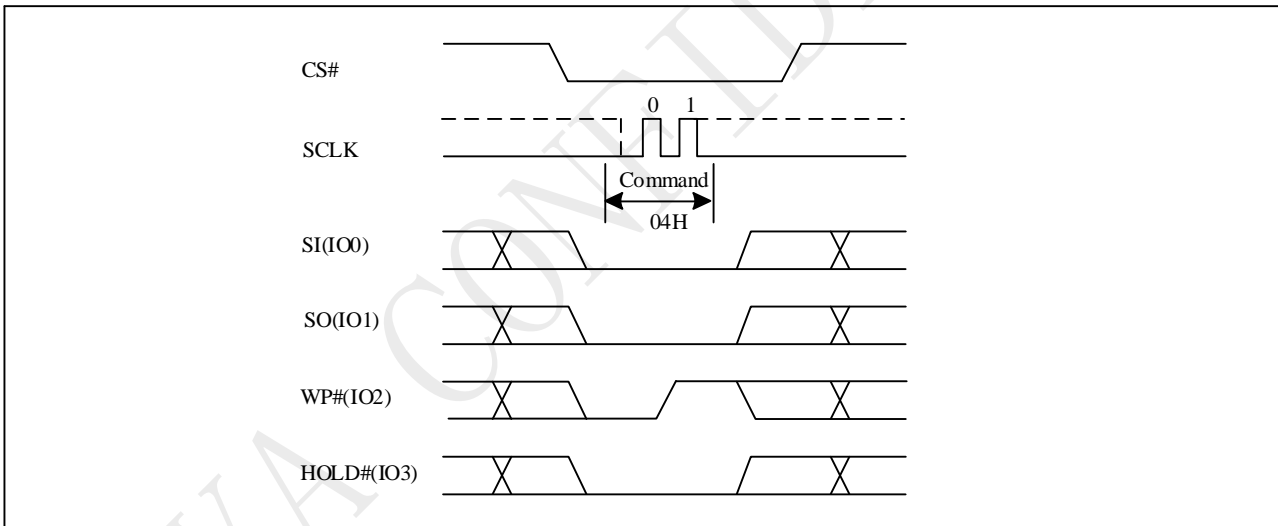 CS#
0 1
SCLK
Command
04H
SI(IO0)
SO(IO1)
WP#(IO2)
HOLD#(IO3)